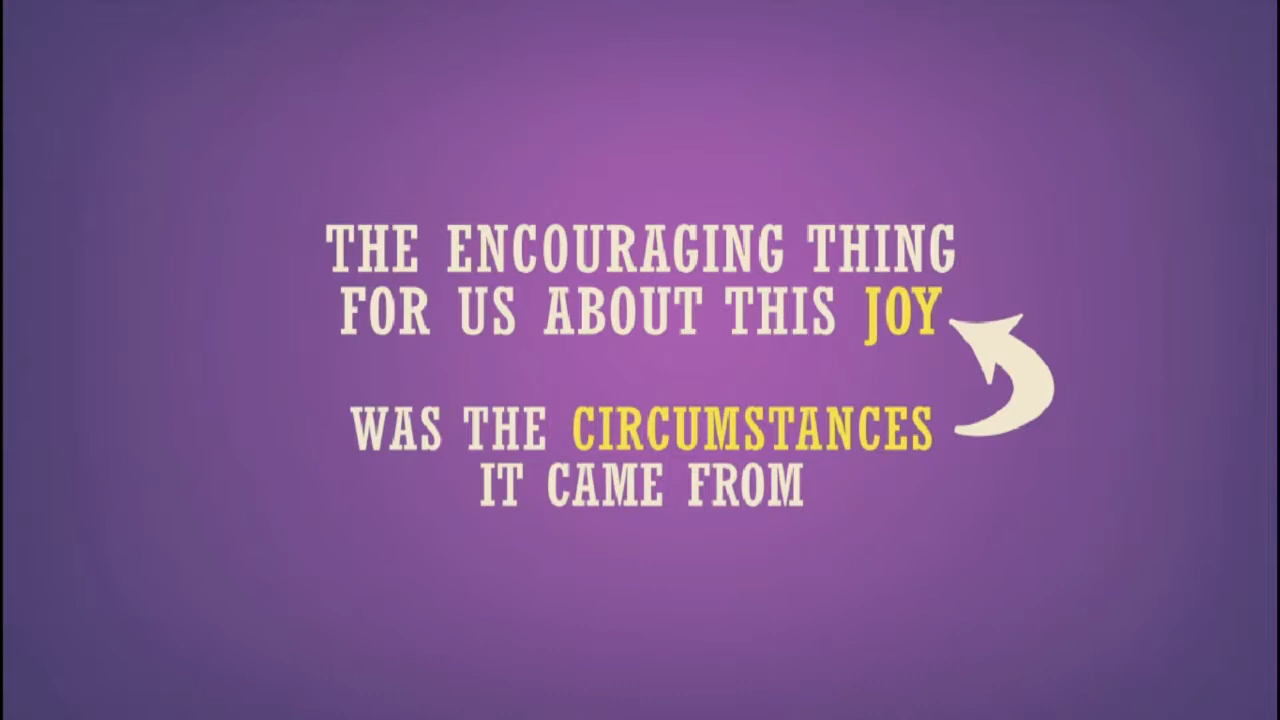 THE ENCOURAGING THING
FOR US ABOUT THIS JOY
WAS THE CIRCUMSTANCES
IT CAME FROM